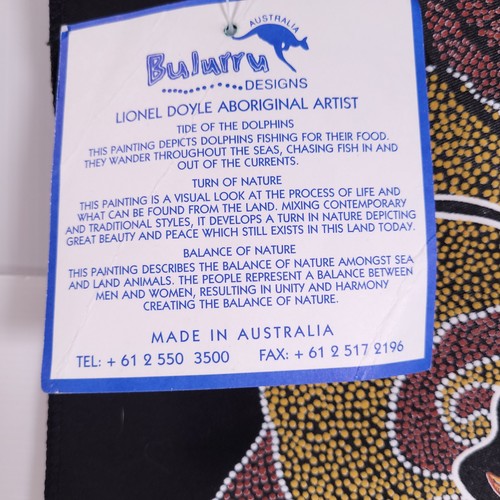 AUSTRALIA
Bulurru
DESIGNS
LIONEL DOYLE ABORIGINAL ARTIST
TIDE OF THE DOLPHINS
THIS PAINTING DEPICTS DOLPHINS FISHING FOR THEIR FOOD.
THEY WANDER THROUGHOUT THE SEAS, CHASING FISH IN AND
OUT OF THE CURRENTS.
TURN OF NATURE
THIS PAINTING IS A VISUAL LOOK AT THE PROCESS OF LIFE AND
WHAT CAN BE FOUND FROM THE LAND. MIXING CONTEMPORARY
AND TRADITIONAL STYLES, IT DEVELOPS A TURN IN NATURE DEPICTING
GREAT BEAUTY AND PEACE WHICH STILL EXISTS IN THIS LAND TODAY.
BALANCE OF NATURE
THIS PAINTING DESCRIBES THE BALANCE OF NATURE AMONGST SEA
AND LAND ANIMALS. THE PEOPLE REPRESENT A BALANCE BETWEEN
MEN AND WOMEN, RESULTING IN UNITY AND HARMONY
CREATING THE BALANCE OF NATURE.
MADE IN AUSTRALIA
TEL: + 61 2 550 3500 FAX: + 61 2 517 2196